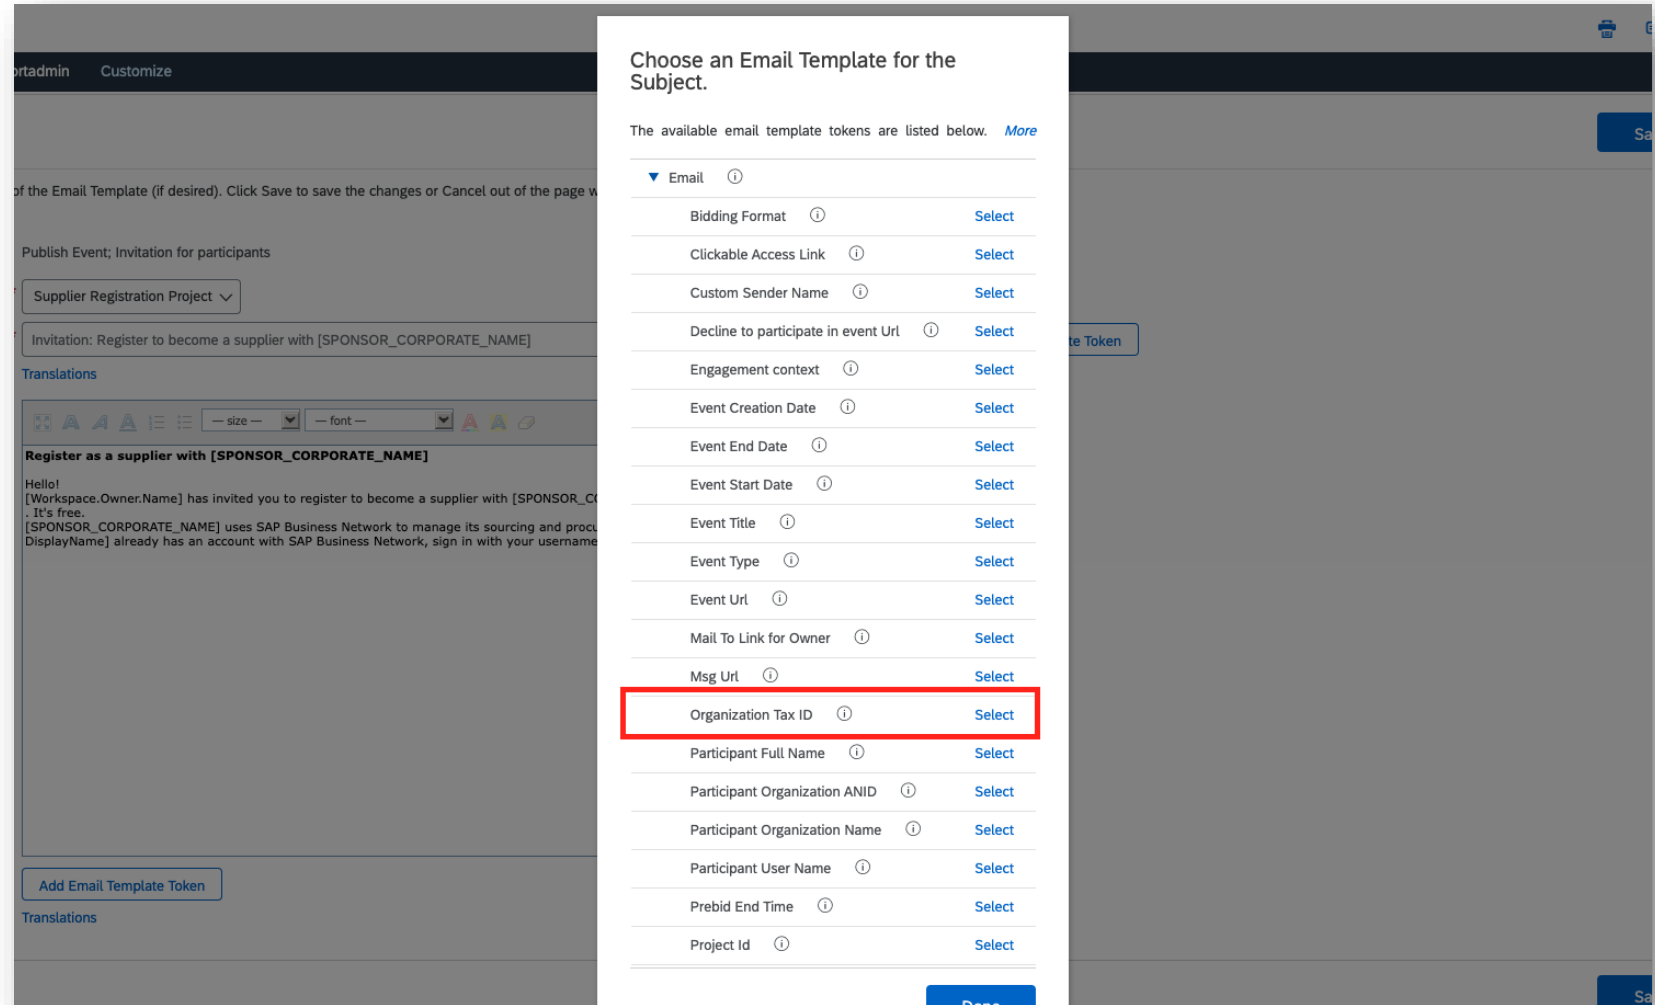 Choose an Email Template for the
Subject.
The available email template tokens are listed below. More
Email
Bidding Format Select
Clickable Access Link Select
Custom Sender Name Select
Decline to participate in event Url Select
Engagement context Select
Event Creation Date Select
Event End Date Select
Event Start Date Select
Event Title Select
Event Type Select
Event Url Select
Mail To Link for Owner Select
Msg Url Select
Organization Tax ID Select
Participant Full Name Select
Participant Organization ANID Select
Participant Organization Name Select
Participant User Name Select
Prebid End Time Select
Project Id Select
Done
Customize
of the Email Template (if desired). Click Save to save the changes or Cancel out of the page
Publish Event; Invitation for participants
Supplier Registration Project
Invitation: Register to become a supplier with [SPONSOR_CORPORATE_NAME]
Token
Translations
— size — — font —
Register as a supplier with [SPONSOR_CORPORATE_NAME]
Hello!
[Workspace.Owner.Name] has invited you to register to become a supplier with
. It's free.
[SPONSOR_CORPORATE_NAME] uses SAP Business Network to manage its sourcing and
DisplayName] already has an account with SAP Business Network, sign in with your username
Add Email Template Token
Translations